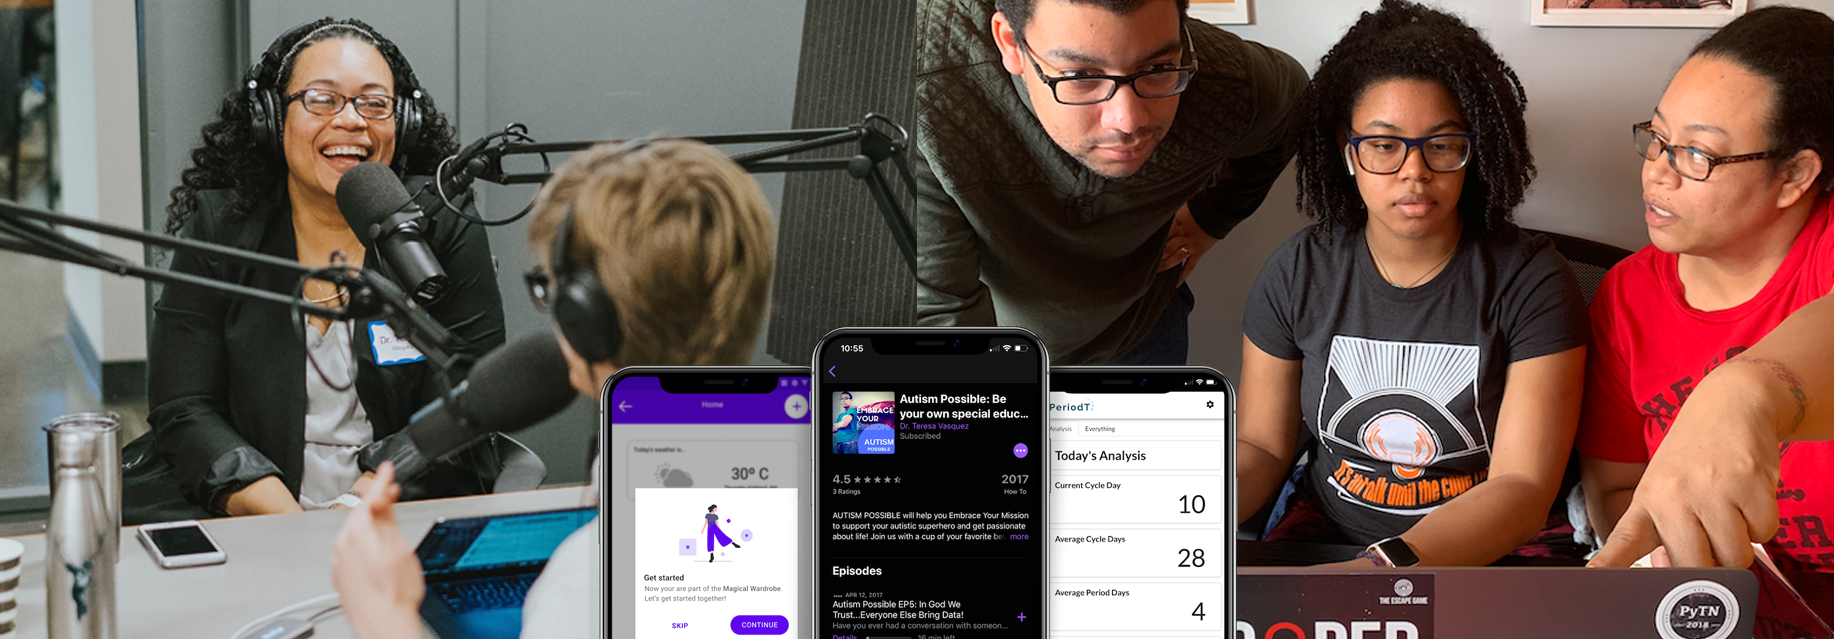 Dr.
Home
Today's weather is...
30º C
Get started
Now your are part of the Magical Wardrobe.
Let's get started together!
SKIP
CONTINUE
10:55
EMBRACE
YOUR
MISSION
AUTISM
POSSIBLE
Autism Possible: Be
your own special educ...
Dr. Teresa Vasquez
Subscribed
4.5
3 Ratings
2017
How To
AUTISM POSSIBLE will help you Embrace Your Mission
to support your autistic superhero and get passionate
about life! Join us with a cup of your favorite be more
Episodes
APR 12, 2017
Autism Possible EP5: In God We
Trust...Everyone Else Bring Data!
Have you ever had a conversation with someon...
Details
16 min left
PeriodT
Analysis
Everything
Today's Analysis
Current Cycle Day
10
Average Cycle Days
28
Average Period Days
4
THE ESCAPE GAME
PyTN
2018